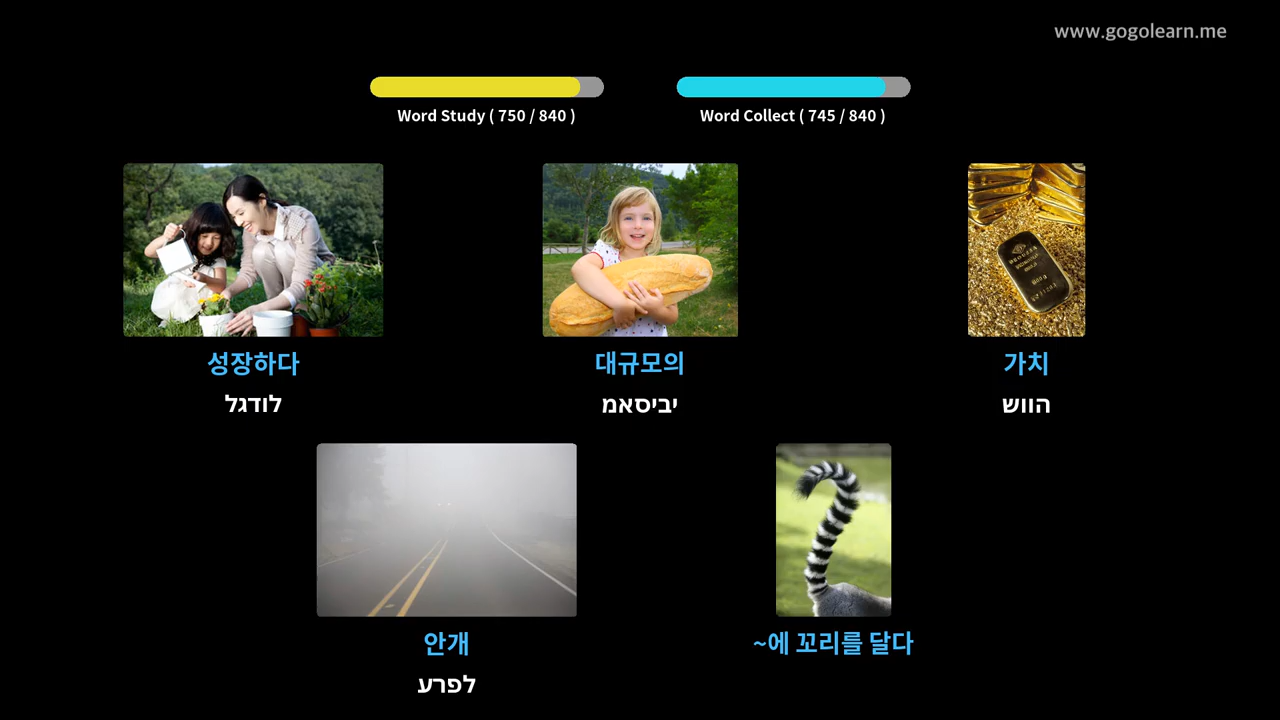 www.gogolearn.me
Word Study ( 750 / 840 )
Word Collect ( 745 / 840 )
성장하다
לודגל
대규모의
יביסאמ
가치
הווש
안개
לפרע
~에 꼬리를 달다